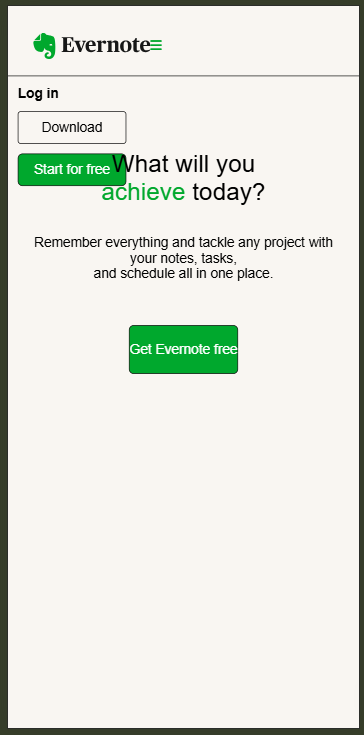 Evernote
Log in
Download
Start for free
What will you
achieve today?
Remember everything and tackle any project with
your notes, tasks,
and schedule all in one place.
Get Evernote free